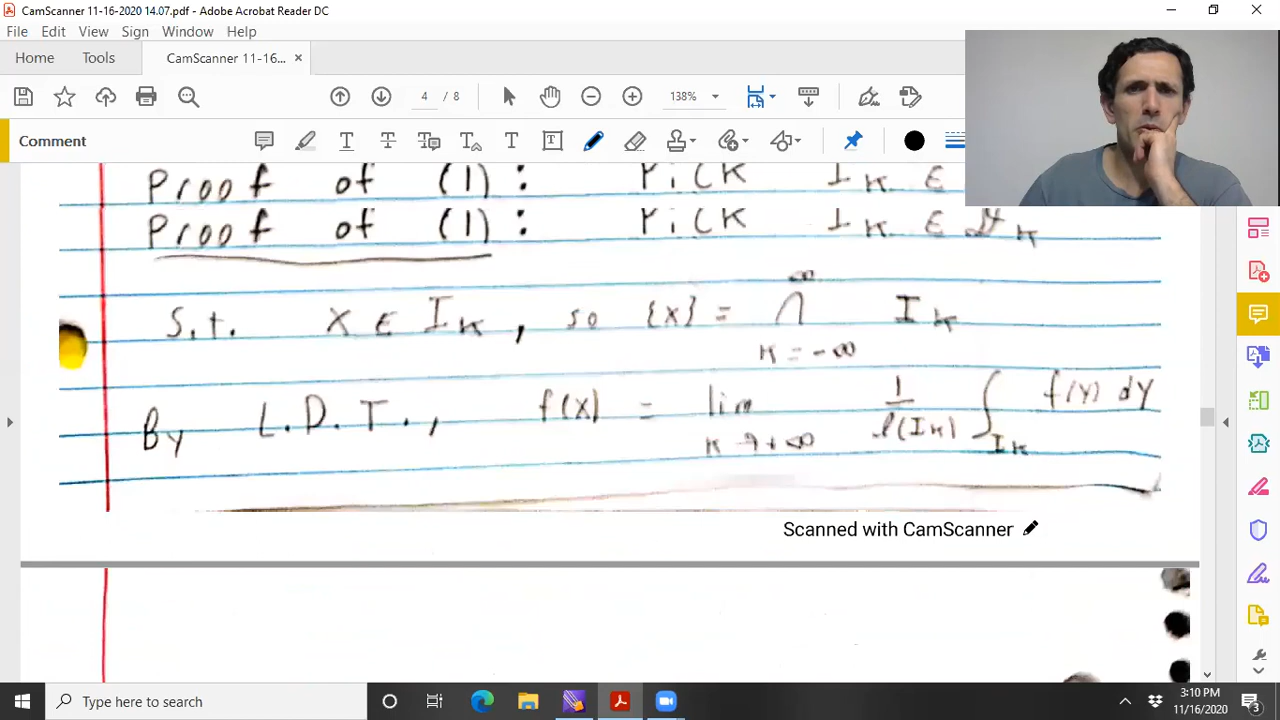 CamScanner 11-16-2020 14.07.pdf - Adobe Acrobat Reader DC
File Edit View Sign Window Help
Home Tools CamScanner 11-16... ×
4 / 8 138%
Comment
Proof of (1): Pick I_K ε
Proof of (1): Pick I_K ε 𝒟_K
s.t. x ε I_K, so {x} = ∩_{K=-∞}^{∞} I_K
By L.D.T., f(x) = lim_{K→+∞} 1/ℓ(I_K) ∫_{I_K} f(y) dy
Scanned with CamScanner
Type here to search
3:10 PM
11/16/2020
3